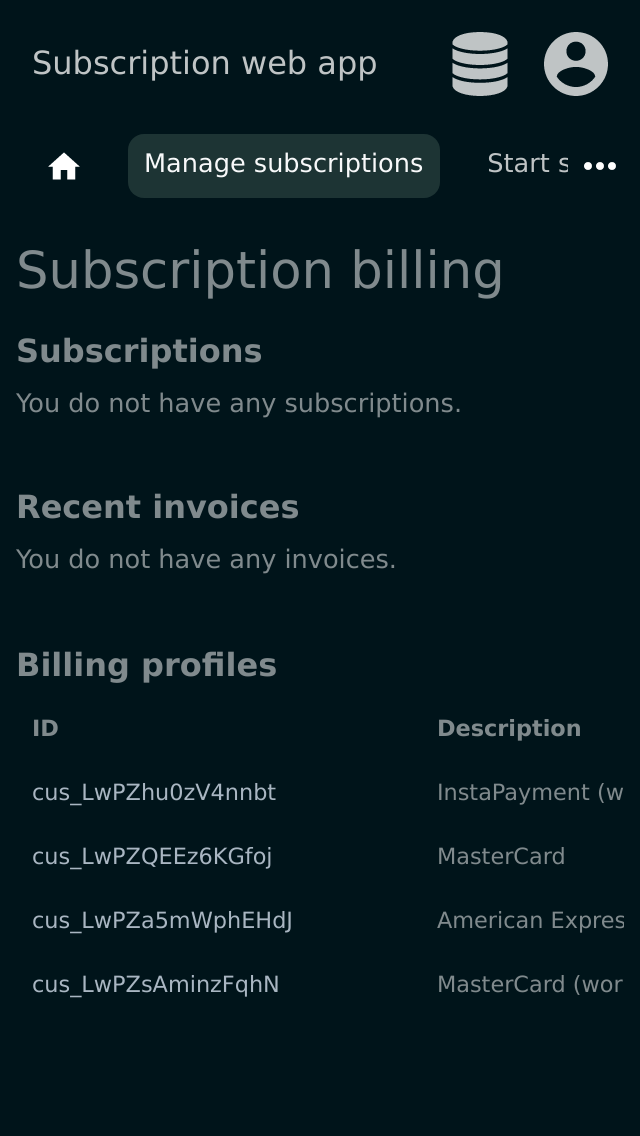 Subscription web app
Manage subscriptions Start s
Subscription billing
Subscriptions
You do not have any subscriptions.
Recent invoices
You do not have any invoices.
Billing profiles
ID Description
cus_LwPZhu0zV4nnbt InstaPayment (w
cus_LwPZQEEz6KGfoj MasterCard
cus_LwPZa5mWphEHdJ American Expres
cus_LwPZsAminzFqhN MasterCard (wor